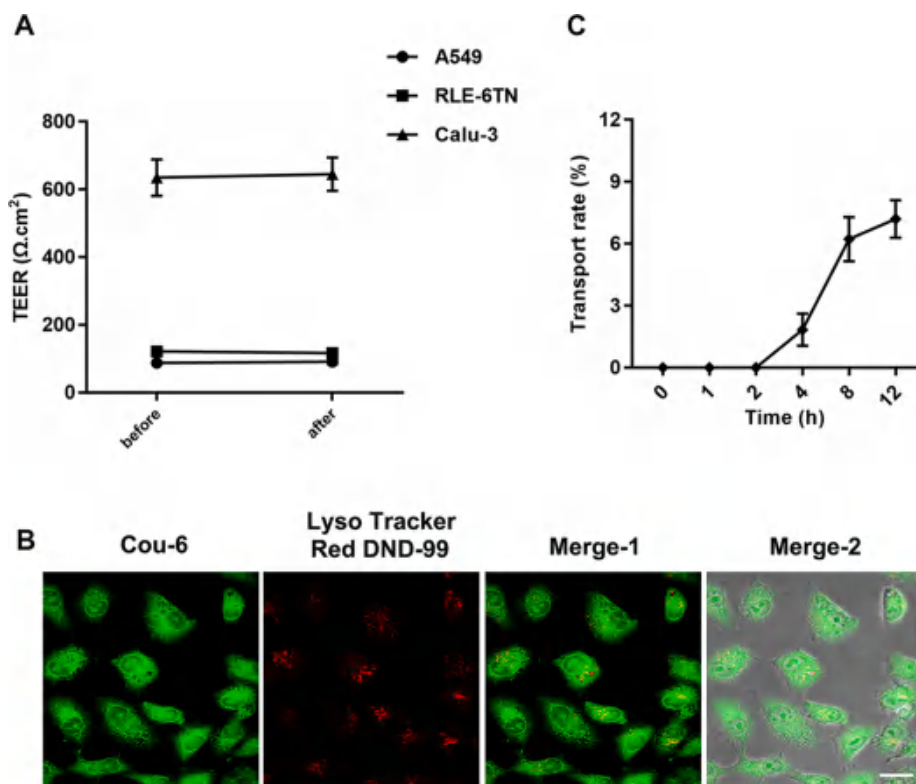 A
A549
RLE-6TN
Calu-3
800
600
400
200
0
TEER (Ω.cm²)
before
after
C
12
9
6
3
0
Transport rate (%)
0
1
2
4
8
12
Time (h)
B
Cou-6
Lyso Tracker
Red DND-99
Merge-1
Merge-2